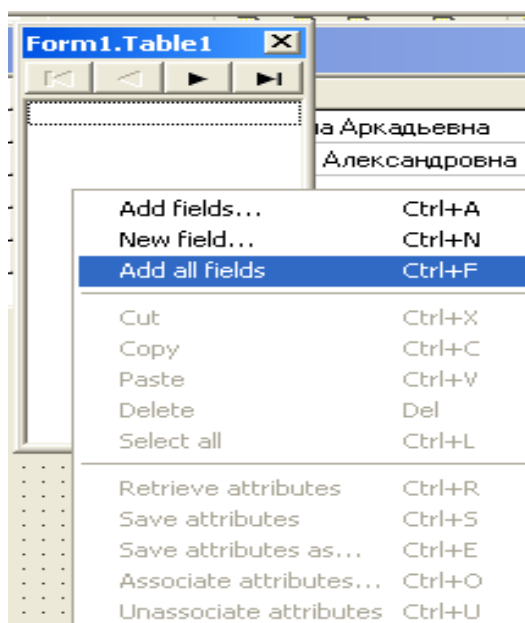 Form1.Table1
на Аркадьевна
Александровна
Add fields... Ctrl+A
New field... Ctrl+N
Add all fields Ctrl+F
Cut Ctrl+X
Copy Ctrl+C
Paste Ctrl+V
Delete Del
Select all Ctrl+L
Retrieve attributes Ctrl+R
Save attributes Ctrl+S
Save attributes as... Ctrl+E
Associate attributes... Ctrl+O
Unassociate attributes Ctrl+U